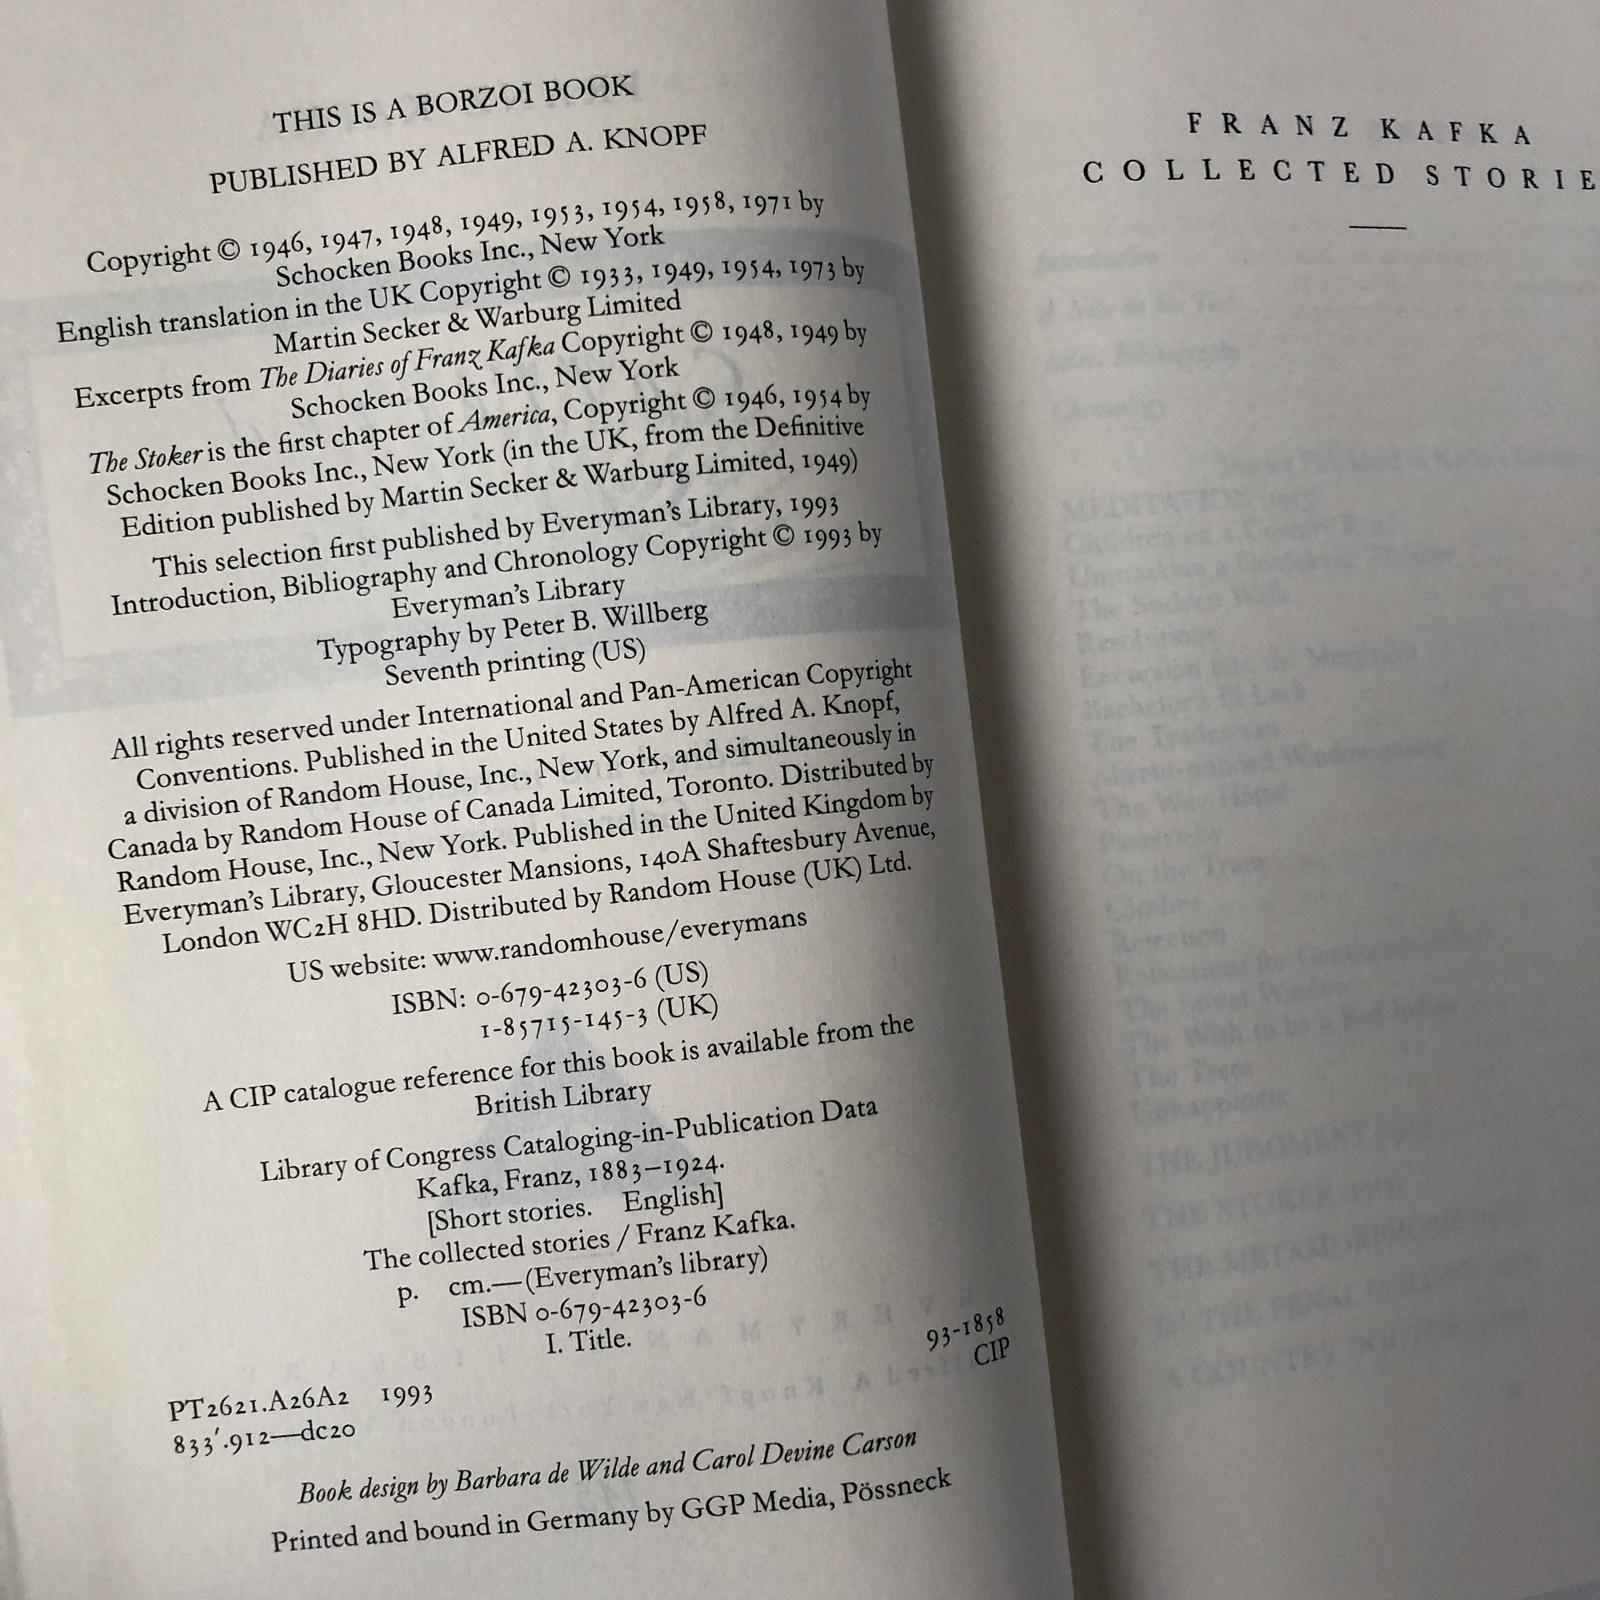 THIS IS A BORZOI BOOK
PUBLISHED BY ALFRED A. KNOPF
Copyright © 1946, 1947, 1948, 1949, 1953, 1954, 1958, 1971 by
Schocken Books Inc., New York
English translation in the UK Copyright © 1933, 1949, 1954, 1973 by
Martin Secker & Warburg Limited
Excerpts from The Diaries of Franz Kafka Copyright © 1948, 1949 by
Schocken Books Inc., New York
The Stoker is the first chapter of America, Copyright © 1946, 1954 by
Schocken Books Inc., New York (in the UK, from the Definitive
Edition published by Martin Secker & Warburg Limited, 1949)
This selection first published by Everyman's Library, 1993
Introduction, Bibliography and Chronology Copyright © 1993 by
Everyman's Library
Typography by Peter B. Willberg
Seventh printing (US)
All rights reserved under International and Pan-American Copyright
Conventions. Published in the United States by Alfred A. Knopf,
a division of Random House, Inc., New York, and simultaneously in
Canada by Random House of Canada Limited, Toronto. Distributed by
Random House, Inc., New York. Published in the United Kingdom by
Everyman's Library, Gloucester Mansions, 140A Shaftesbury Avenue,
London WC2H 8HD. Distributed by Random House (UK) Ltd.
US website: www.randomhouse/everymans
ISBN: 0-679-42303-6 (US)
1-85715-145-3 (UK)
A CIP catalogue reference for this book is available from the
British Library
Library of Congress Cataloging-in-Publication Data
Kafka, Franz, 1883–1924.
[Short stories. English]
The collected stories / Franz Kafka.
p. cm.—(Everyman's library)
ISBN 0-679-42303-6
I. Title.
PT2621.A26A2 1993 93-1858
833′.912—dc20 CIP
Book design by Barbara de Wilde and Carol Devine Carson
Printed and bound in Germany by GGP Media, Pössneck
FRANZ KAFKA
COLLECTED STORIE